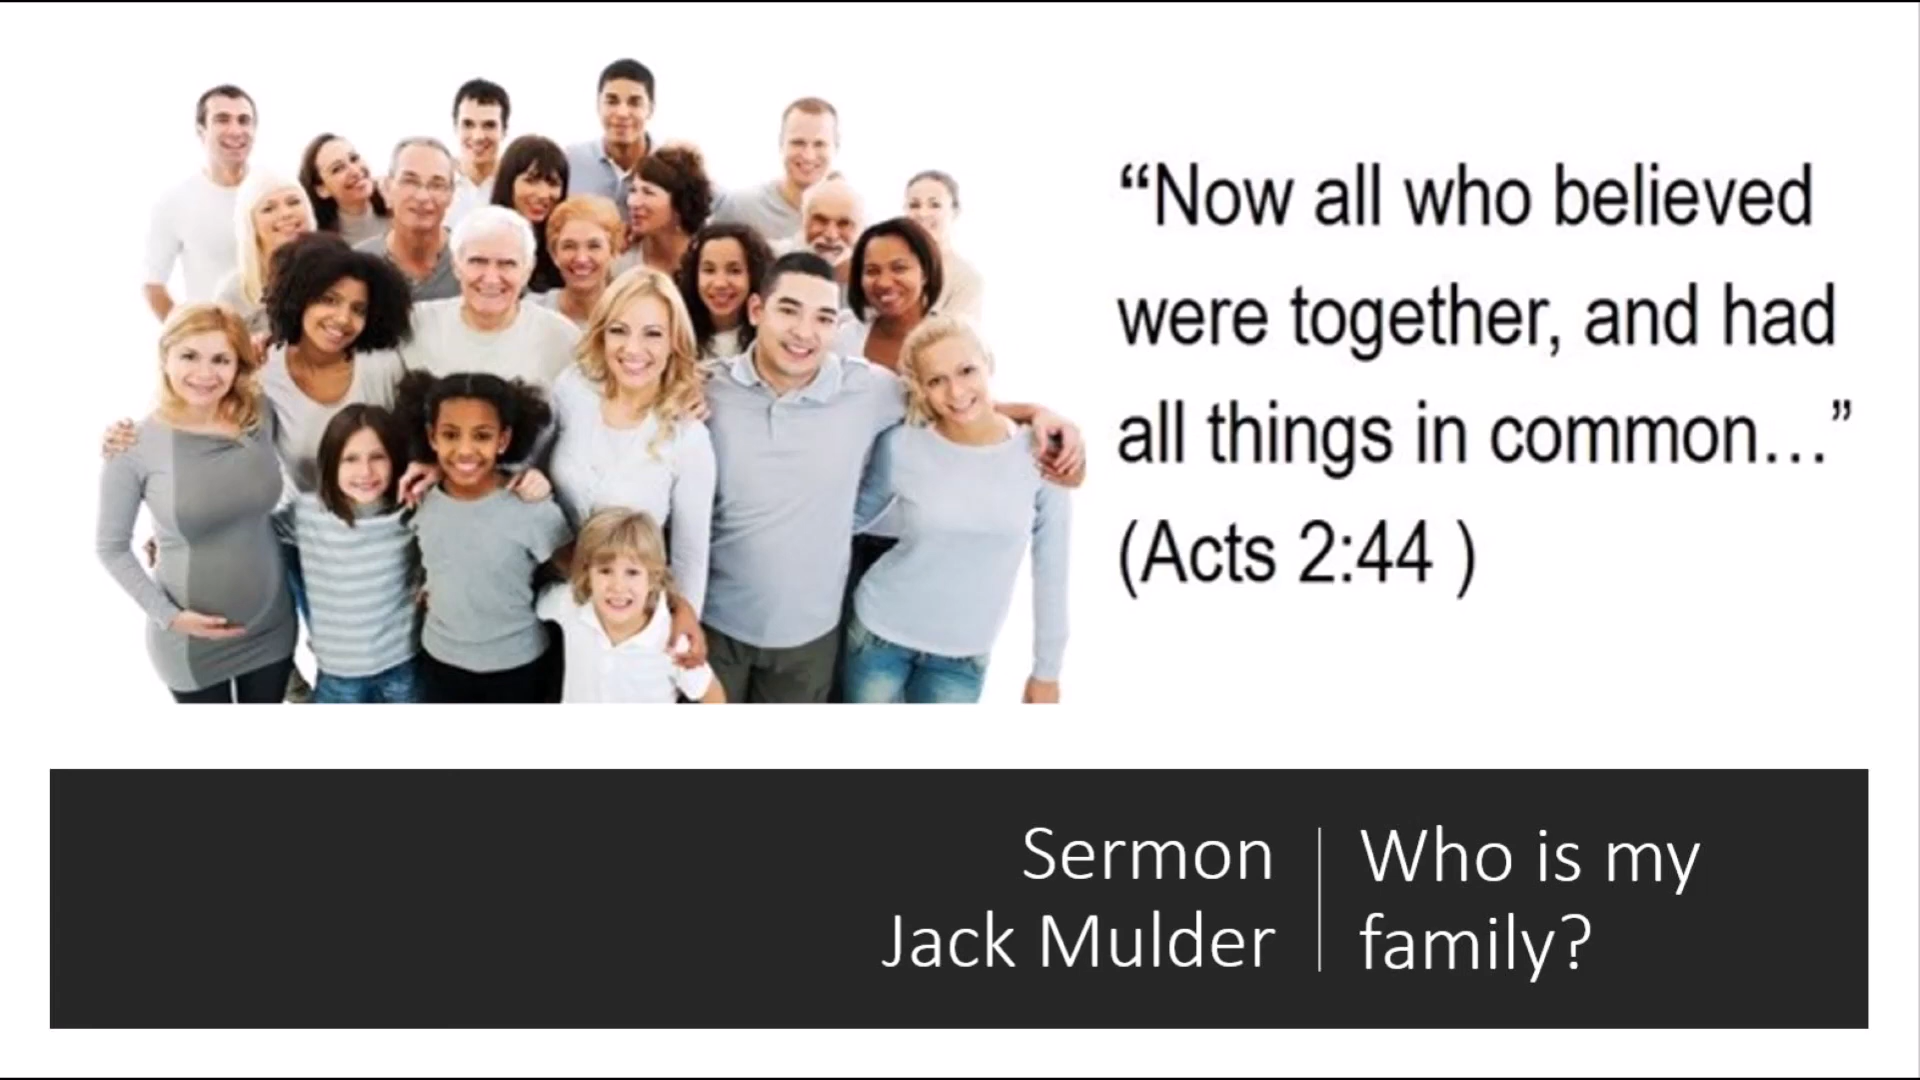 “Now all who believed
were together, and had
all things in common…”
(Acts 2:44 )
Sermon
Jack Mulder
Who is my
family?